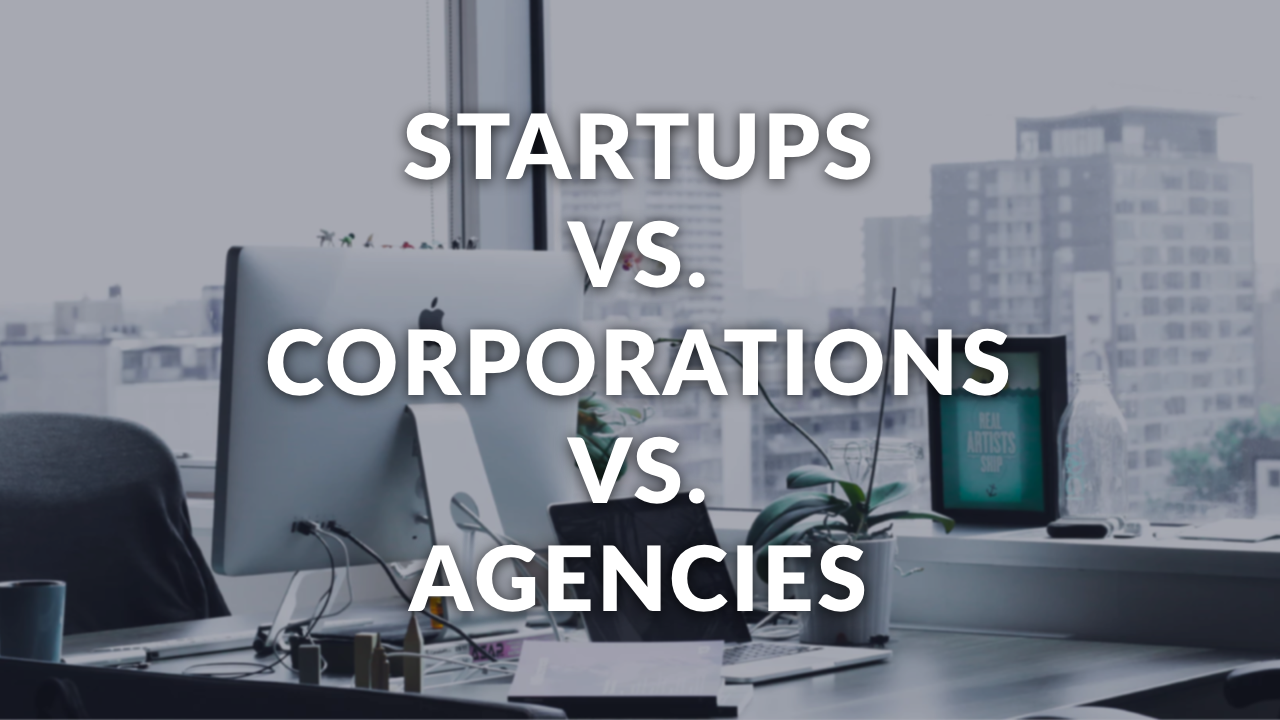 STARTUPS
VS.
CORPORATIONS
VS.
AGENCIES
REAL
ARTISTS
SHIP